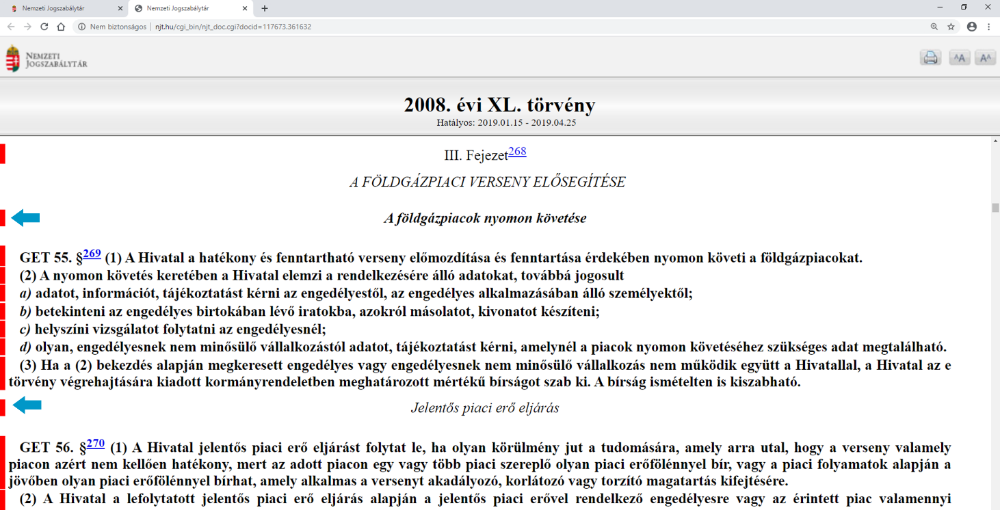 Nemzeti Jogszabálytár
Nemzeti Jogszabálytár
Nem biztonságos | njt.hu/cgi_bin/njt_doc.cgi?docid=117673.361632
NEMZETI
JOGSZABÁLYTÁR
AA
AA
2008. évi XL. törvény
Hatályos: 2019.01.15 - 2019.04.25
III. Fejezet268
A FÖLDGÁZPIACI VERSENY ELŐSEGÍTÉSE
A földgázpiacok nyomon követése
GET 55. §269 (1) A Hivatal a hatékony és fenntartható verseny előmozdítása és fenntartása érdekében nyomon követi a földgázpiacokat.
(2) A nyomon követés keretében a Hivatal elemzi a rendelkezésére álló adatokat, továbbá jogosult
a) adatot, információt, tájékoztatást kérni az engedélyestől, az engedélyes alkalmazásában álló személyektől;
b) betekinteni az engedélyes birtokában lévő iratokba, azokról másolatot, kivonatot készíteni;
c) helyszíni vizsgálatot folytatni az engedélyesnél;
d) olyan, engedélyesnek nem minősülő vállalkozástól adatot, tájékoztatást kérni, amelynél a piacok nyomon követéséhez szükséges adat megtalálható.
(3) Ha a (2) bekezdés alapján megkeresett engedélyes vagy engedélyesnek nem minősülő vállalkozás nem működik együtt a Hivatallal, a Hivatal az e
törvény végrehajtására kiadott kormányrendeletben meghatározott mértékű bírságot szab ki. A bírság ismételten is kiszabható.
Jelentős piaci erő eljárás
GET 56. §270 (1) A Hivatal jelentős piaci erő eljárást folytat le, ha olyan körülmény jut a tudomására, amely arra utal, hogy a verseny valamely
piacon azért nem kellően hatékony, mert az adott piacon egy vagy több piaci szereplő olyan piaci erőfölénnyel bír, vagy a piaci folyamatok alapján a
jövőben olyan piaci erőfölénnyel bírhat, amely alkalmas a versenyt akadályozó, korlátozó vagy torzító magatartás kifejtésére.
(2) A Hivatal a lefolytatott jelentős piaci erő eljárás alapján a jelentős piaci erővel rendelkező engedélyesre vagy az érintett piac valamennyi